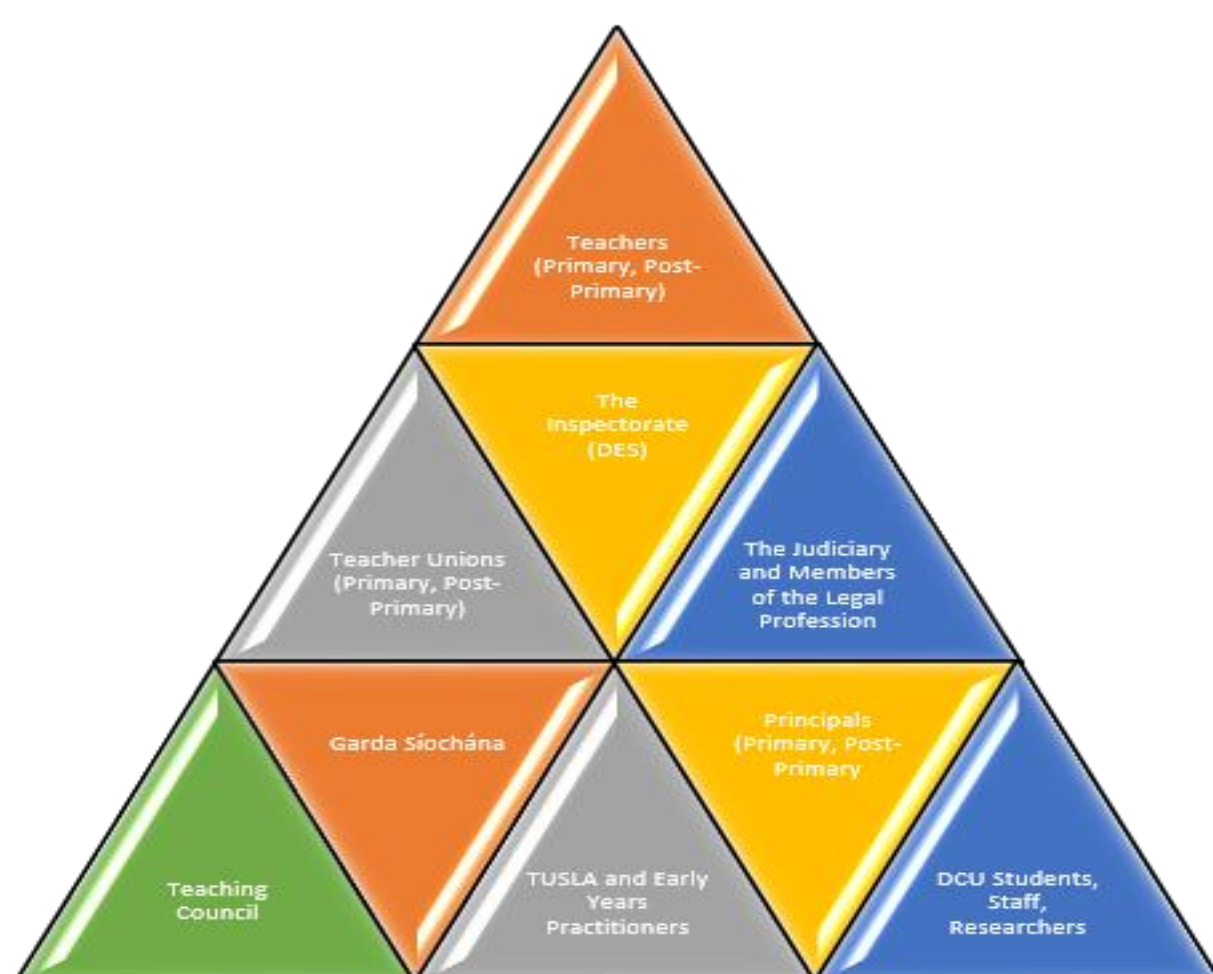 Teachers
(Primary, Post-
Primary)
The
Inspectorate
(DES)
Teacher Unions
(Primary, Post-
Primary)
The Judiciary
and Members
of the Legal
Profession
Garda Síochána
Principals
(Primary, Post-
Primary
Teaching
Council
TUSLA and Early
Years
Practitioners
DCU Students,
Staff,
Researchers